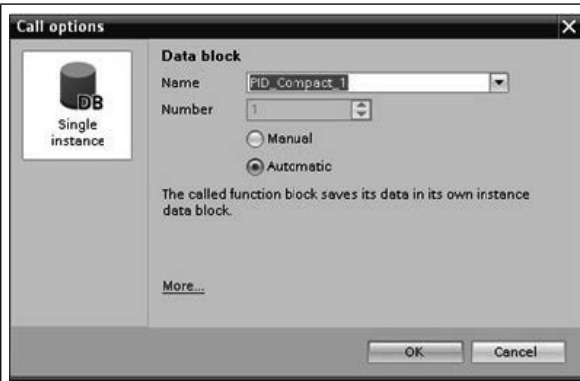 Call options
DB
Single
instance
Data block
Name
PID_Compact_1
Number
1
Manual
Automatic
The called function block saves its data in its own instance
data block.
More...
OK
Cancel